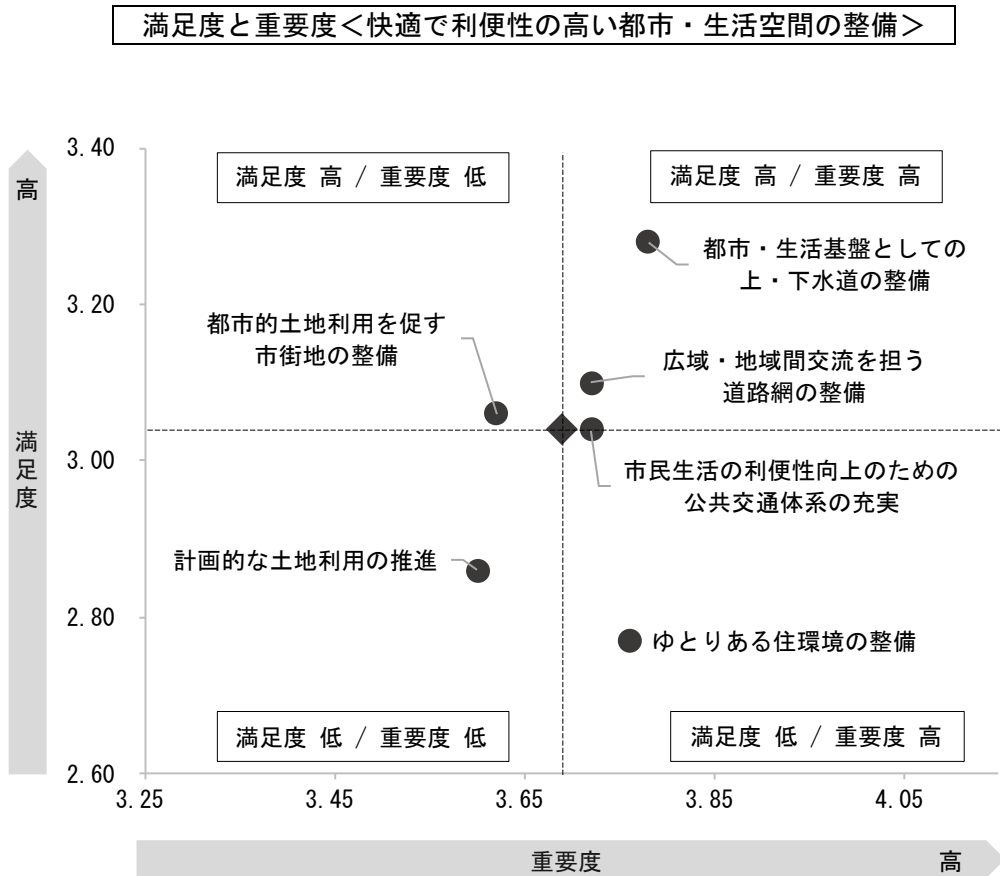 満足度と重要度＜快適で利便性の高い都市・生活空間の整備＞
3.40
高
満足度 高 / 重要度 低
満足度 高 / 重要度 高
都市・生活基盤としての
上・下水道の整備
3.20
都市的土地利用を促す
市街地の整備
広域・地域間交流を担う
道路網の整備
満足度
3.00
市民生活の利便性向上のための
公共交通体系の充実
計画的な土地利用の推進
2.80
ゆとりある住環境の整備
満足度 低 / 重要度 低
満足度 低 / 重要度 高
2.60
3.25
3.45
3.65
3.85
4.05
重要度
高